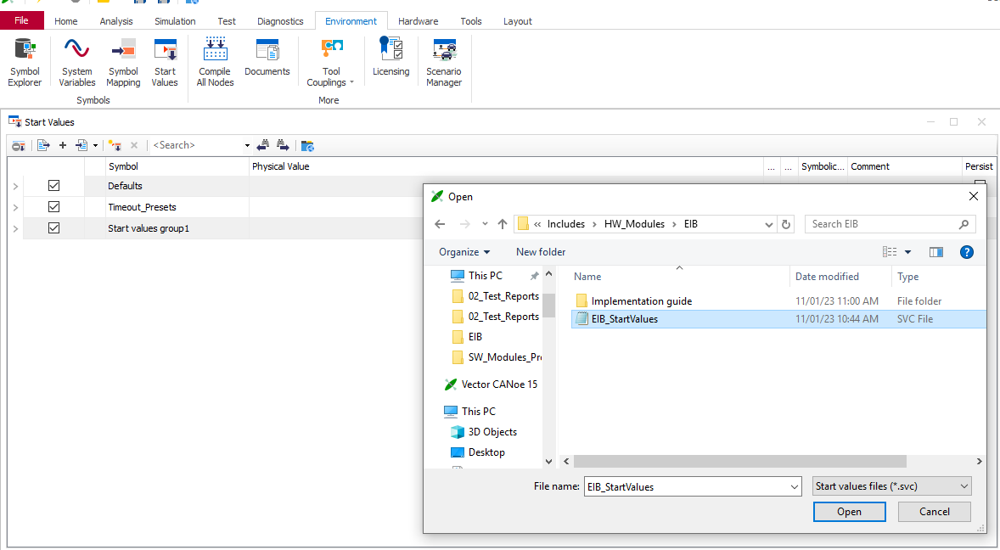 File Home Analysis Simulation Test Diagnostics Environment Hardware Tools Layout
Symbol Explorer
System Variables
Symbol Mapping
Start Values
Compile All Nodes
Documents
Tool Couplings
Licensing
Scenario Manager
Symbols
More
Start Values
<Search>
Symbol Physical Value ... ... Symbolic... Comment Persist
Defaults
Timeout_Presets
Start values group1
Open
« Includes > HW_Modules > EIB
Search EIB
Organize New folder
This PC
02_Test_Reports
02_Test_Reports
EIB
SW_Modules_Pr
Vector CANoe 15
This PC
3D Objects
Desktop
Name Date modified Type
Implementation guide 11/01/23 11:00 AM File folder
EIB_StartValues 11/01/23 10:44 AM SVC File
File name: EIB_StartValues
Start values files (*.svc)
Open Cancel